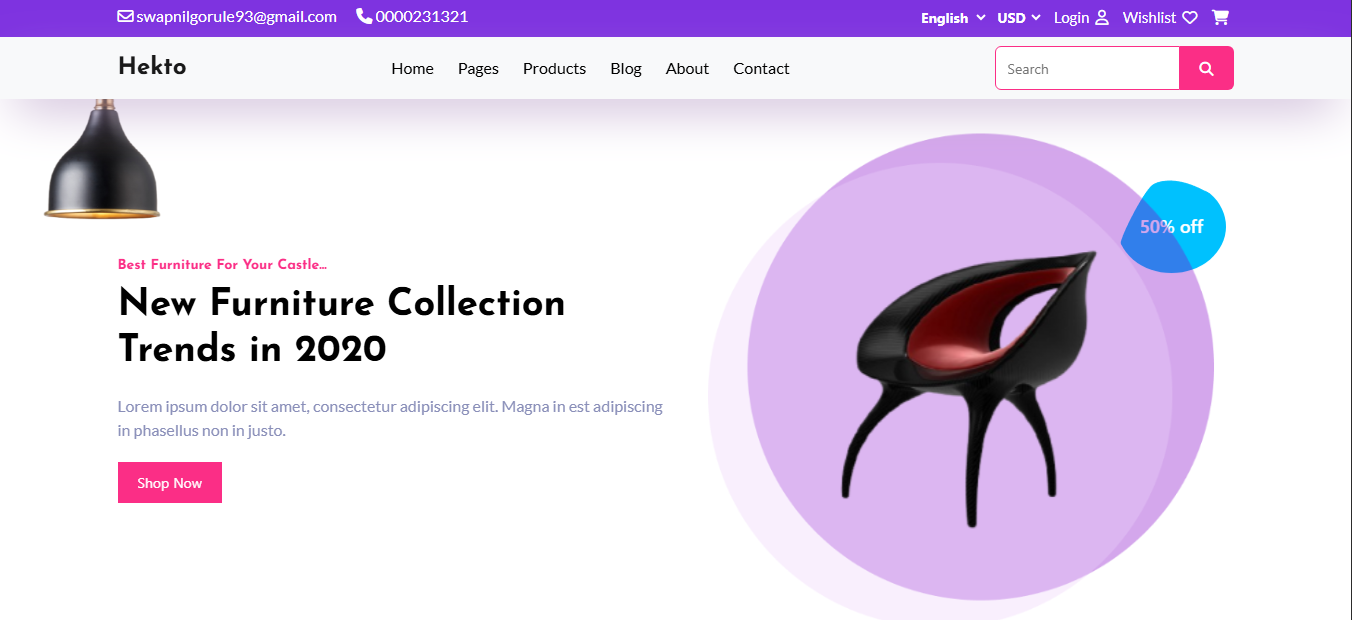 swapnilgorule93@gmail.com 0000231321 English USD Login Wishlist
Hekto Home Pages Products Blog About Contact Search
50% off
Best Furniture For Your Castle...
New Furniture Collection
Trends in 2020
Lorem ipsum dolor sit amet, consectetur adipiscing elit. Magna in est adipiscing
in phasellus non in justo.
Shop Now